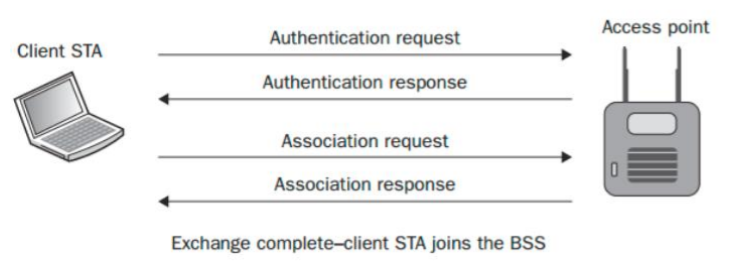 Client STA
Access point
Authentication request
Authentication response
Association request
Association response
Exchange complete–client STA joins the BSS